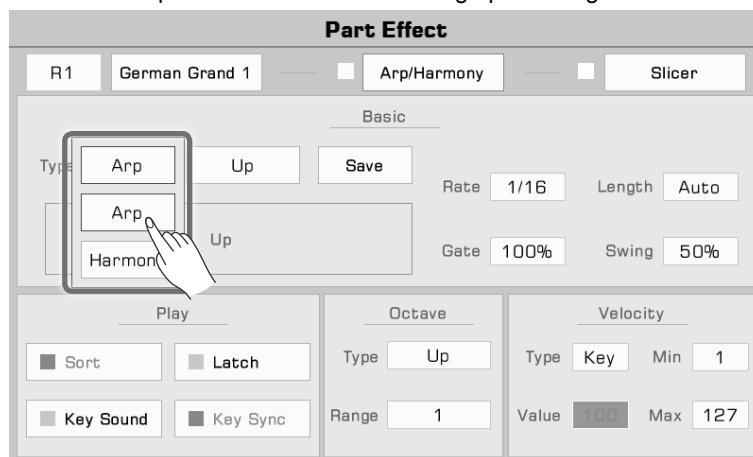 Part Effect
R1 German Grand 1 Arp/Harmony Slicer
Basic
Type Arp Up Save
Rate 1/16 Length Auto
Arp
Up
Harmon
Gate 100% Swing 50%
Play
Sort Latch
Key Sound Key Sync
Octave
Type Up
Range 1
Velocity
Type Key Min 1
Value 100 Max 127